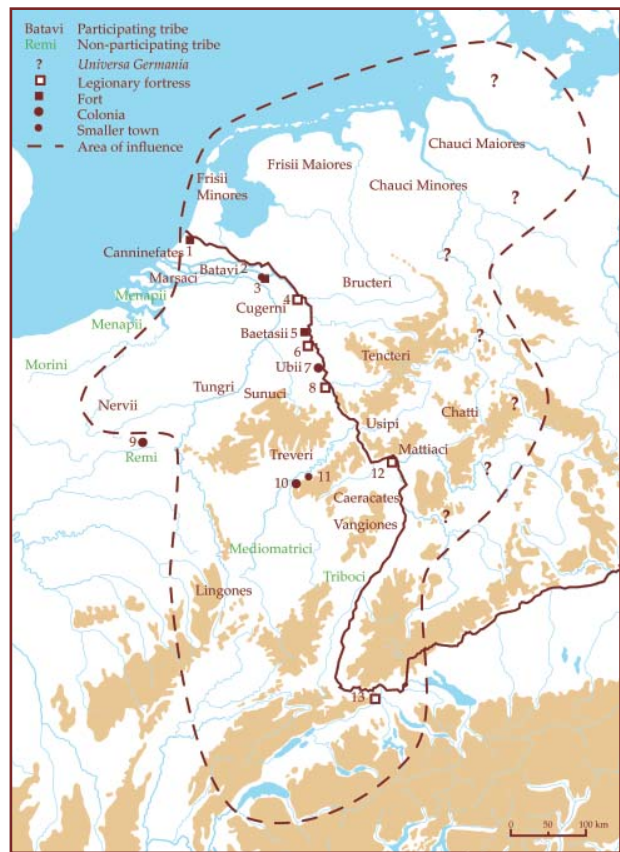 Batavi Participating tribe
Remi Non-participating tribe
? Universa Germania
Legionary fortress
Fort
Colonia
Smaller town
Area of influence
?
Chauci Maiores
Frisii Maiores
Frisii
Minores
Chauci Minores
?
Canninefates
1
?
Batavi
2
Marsaci
3
Bructeri
Menapii
4
Cugerni
Menapii
Baetasii
5
?
6
Tencteri
Morini
Ubii
7
Tungri
Sunuci
8
Chatti
?
Nervii
Usipi
9
Remi
Treveri
Mattiaci
12
?
10
11
Caeracates
Vangiones
?
Mediomatrici
Triboci
Lingones
13
0 50 100 km